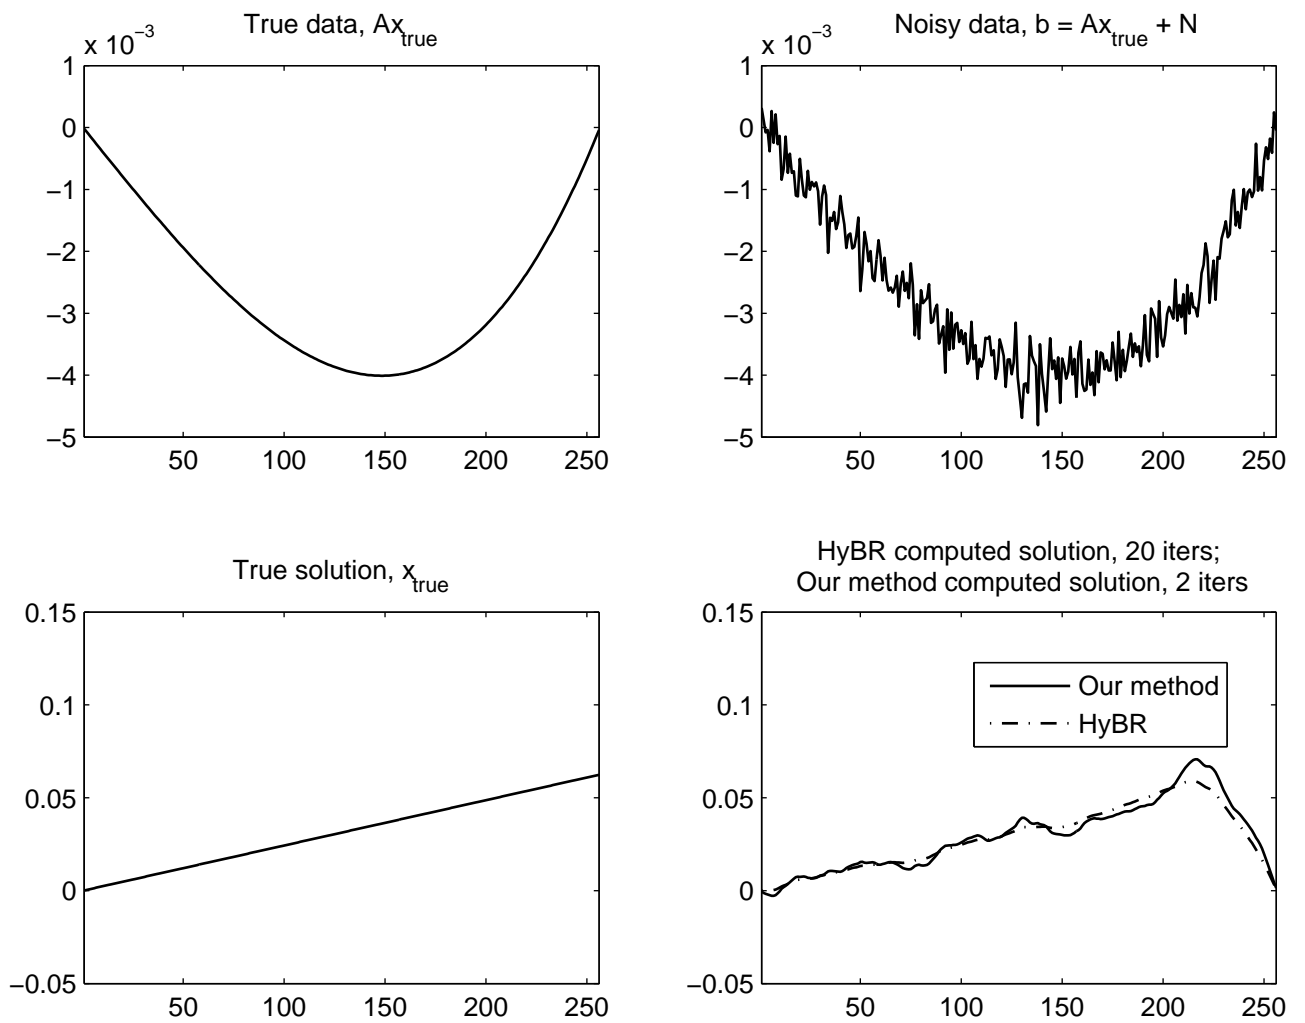 True data, Ax_true
x 10^−3
1
0
−1
−2
−3
−4
−5
50 100 150 200 250
Noisy data, b = Ax_true + N
x 10^−3
1
0
−1
−2
−3
−4
−5
50 100 150 200 250
True solution, x_true
0.15
0.1
0.05
0
−0.05
50 100 150 200 250
HyBR computed solution, 20 iters;
Our method computed solution, 2 iters
0.15
0.1
0.05
0
−0.05
Our method
HyBR
50 100 150 200 250